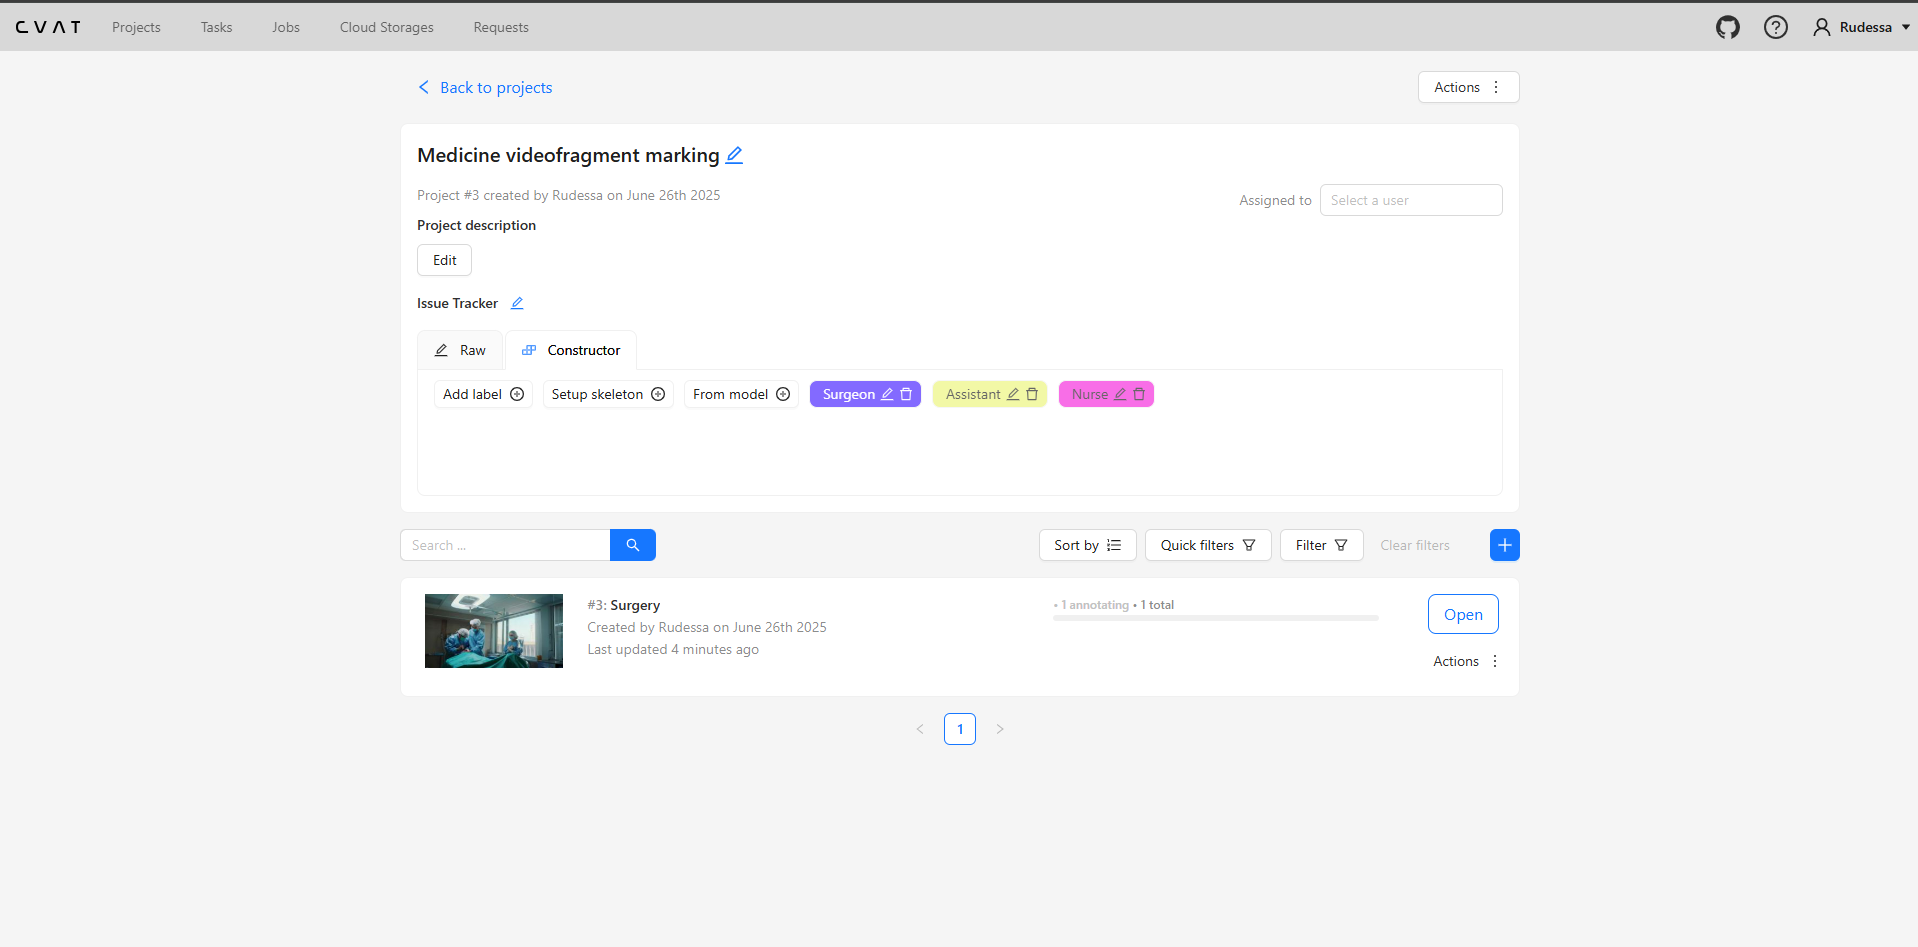 CVAT Projects Tasks Jobs Cloud Storages Requests Rudessa
Back to projects Actions
Medicine videofragment marking
Project #3 created by Rudessa on June 26th 2025
Assigned to Select a user
Project description
Edit
Issue Tracker
Raw Constructor
Add label Setup skeleton From model Surgeon Assistant Nurse
Search ... Sort by Quick filters Filter Clear filters
#3: Surgery • 1 annotating • 1 total Open
Created by Rudessa on June 26th 2025
Last updated 4 minutes ago Actions
1